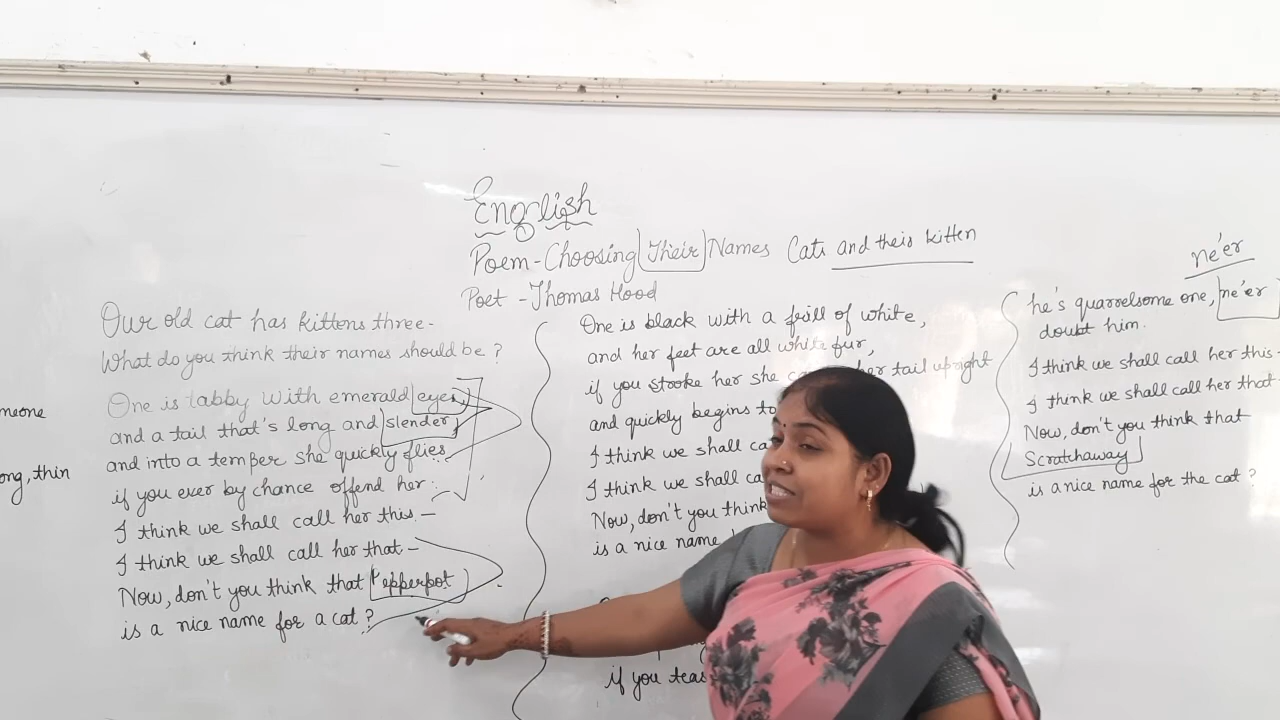 English
Poem-Choosing Their Names Cats and their kitten
Poet -Thomas Hood
meone
ong, thin
Our old cat has kittens three-
What do you think their names should be?
One is tabby with emerald eyes,
and a tail that's long and slender,
and into a temper she quickly flies
if you ever by chance offend her.
I think we shall call her this.-
I think we shall call her that.-
Now, don't you think that Pepperpot
is a nice name for a cat?
One is black with a frill of white,
and her feet are all white fur,
if you stroke her she ca her tail upright
and quickly begins to
I think we shall ca
I think we shall ca
Now, don't you think
is a nice name
if you teas
ne'er
he's quarrelsome one, ne'er
doubt him.
I think we shall call her this-
I think we shall call her that-
Now, don't you think that
Scratchaway
is a nice name for the cat?